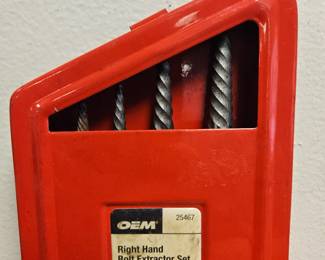 OEM 25467
Right Hand
Bolt Extractor Set